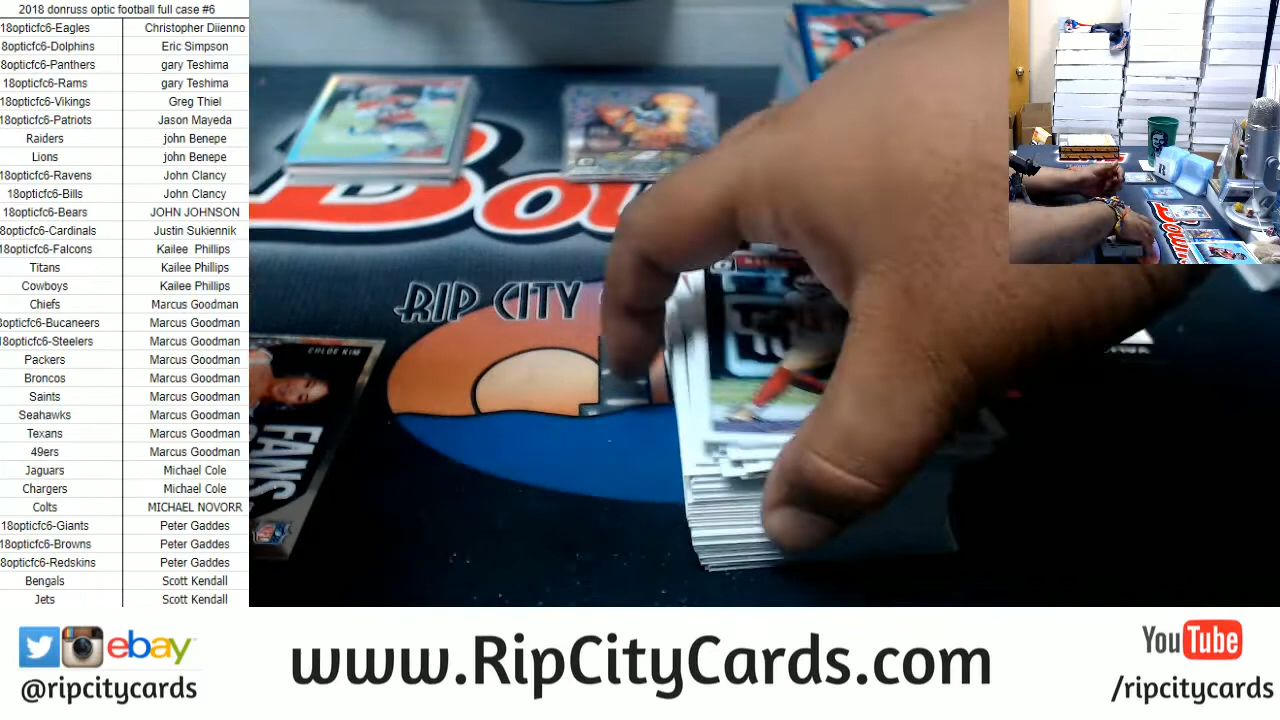 2018 donruss optic football full case #6
18opticfc6-Eagles Christopher Diienno
8opticfc6-Dolphins Eric Simpson
8opticfc6-Panthers gary Teshima
18opticfc6-Rams gary Teshima
18opticfc6-Vikings Greg Thiel
18opticfc6-Patriots Jason Mayeda
Raiders john Benepe
Lions john Benepe
18opticfc6-Ravens John Clancy
18opticfc6-Bills John Clancy
18opticfc6-Bears JOHN JOHNSON
8opticfc6-Cardinals Justin Sukiennik
18opticfc6-Falcons Kailee Phillips
Titans Kailee Phillips
Cowboys Kailee Phillips
Chiefs Marcus Goodman
8opticfc6-Bucaneers Marcus Goodman
18opticfc6-Steelers Marcus Goodman
Packers Marcus Goodman
Broncos Marcus Goodman
Saints Marcus Goodman
Seahawks Marcus Goodman
Texans Marcus Goodman
49ers Marcus Goodman
Jaguars Michael Cole
Chargers Michael Cole
Colts MICHAEL NOVORR
18opticfc6-Giants Peter Gaddes
18opticfc6-Browns Peter Gaddes
8opticfc6-Redskins Peter Gaddes
Bengals Scott Kendall
Jets Scott Kendall
RIP CITY
CHLOE KIM
FANS
ebay
@ripcitycards
www.RipCityCards.com
YouTube
/ripcitycards